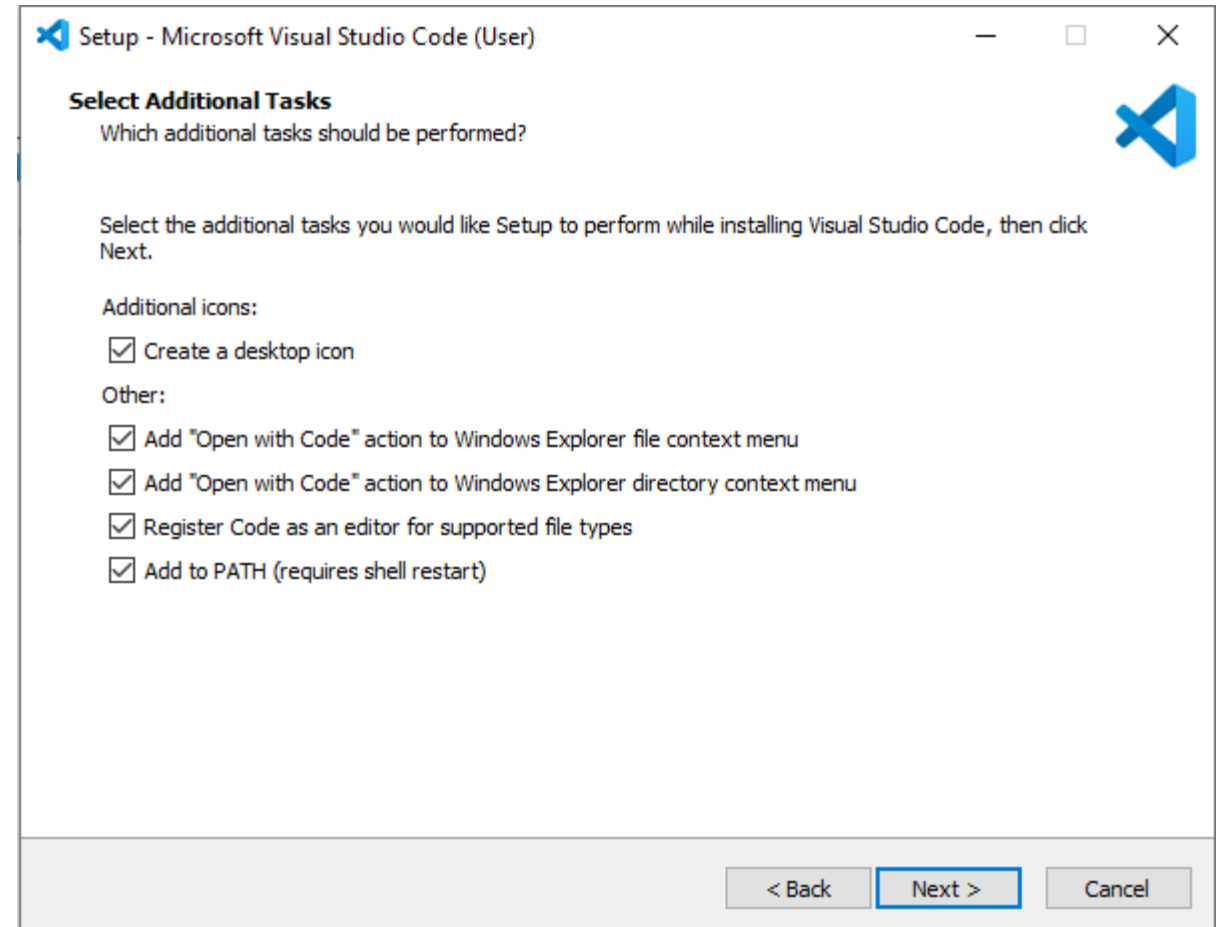 Setup - Microsoft Visual Studio Code (User)
Select Additional Tasks
Which additional tasks should be performed?
Select the additional tasks you would like Setup to perform while installing Visual Studio Code, then click
Next.
Additional icons:
Create a desktop icon
Other:
Add "Open with Code" action to Windows Explorer file context menu
Add "Open with Code" action to Windows Explorer directory context menu
Register Code as an editor for supported file types
Add to PATH (requires shell restart)
< Back Next > Cancel